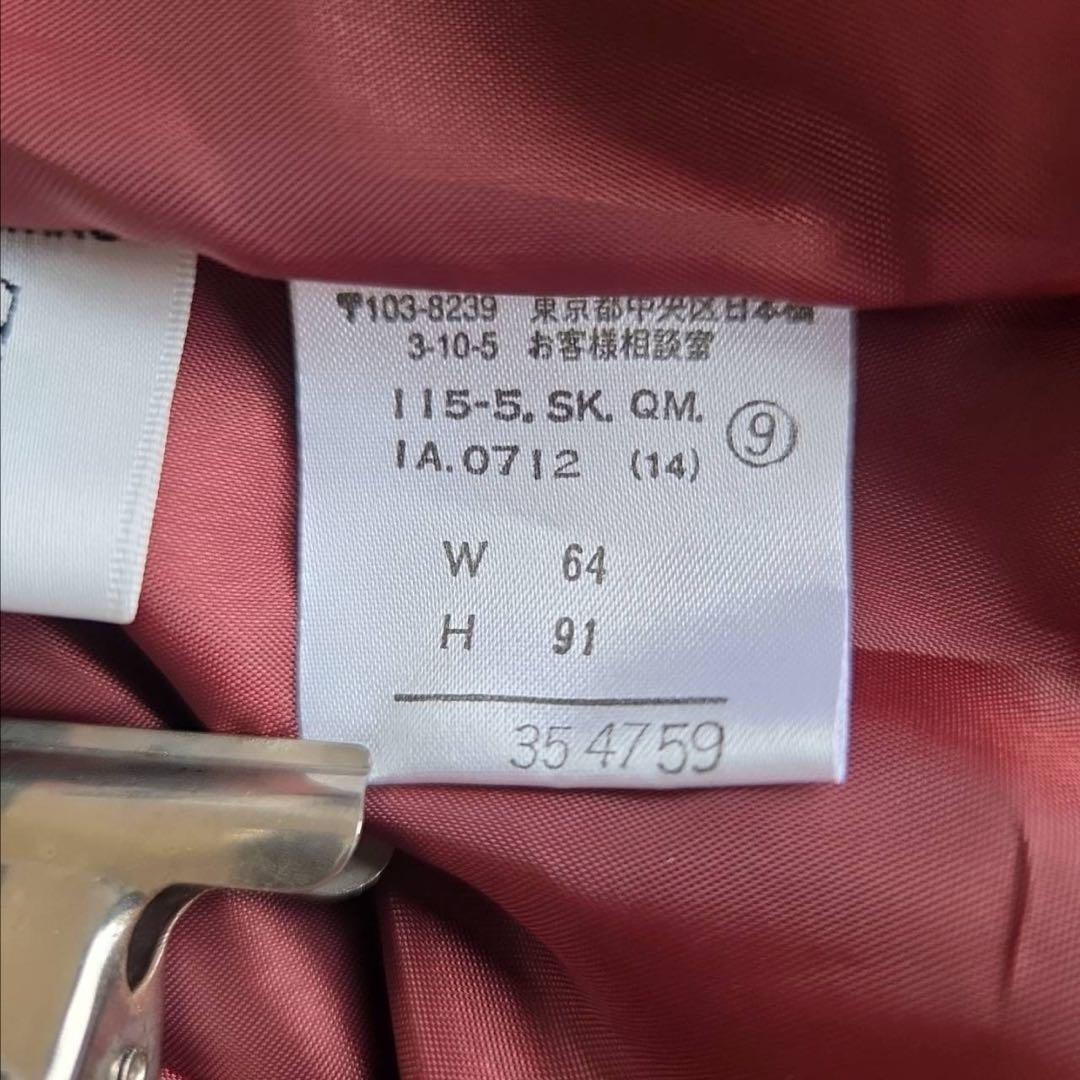 〒103-8239 東京都中央区日本橋
3-10-5 お客様相談室
115-5. SK. QM.
⑨
1A.0712 (14)
W 64
H 91
354759